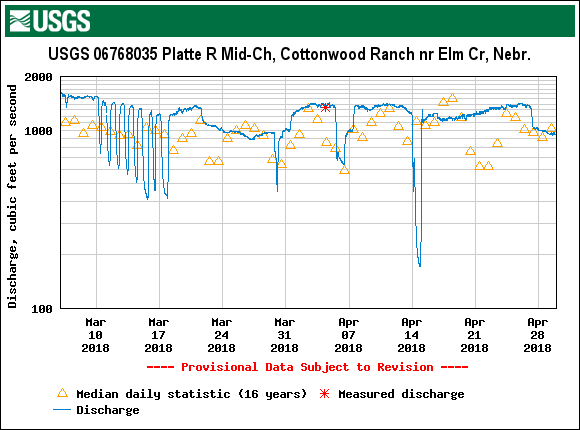 USGS
USGS 06768035 Platte R Mid-Ch, Cottonwood Ranch nr Elm Cr, Nebr.
Discharge, cubic feet per second
2000
1000
100
Mar 10 2018
Mar 17 2018
Mar 24 2018
Mar 31 2018
Apr 07 2018
Apr 14 2018
Apr 21 2018
Apr 28 2018
---- Provisional Data Subject to Revision ----
Median daily statistic (16 years)
Measured discharge
Discharge